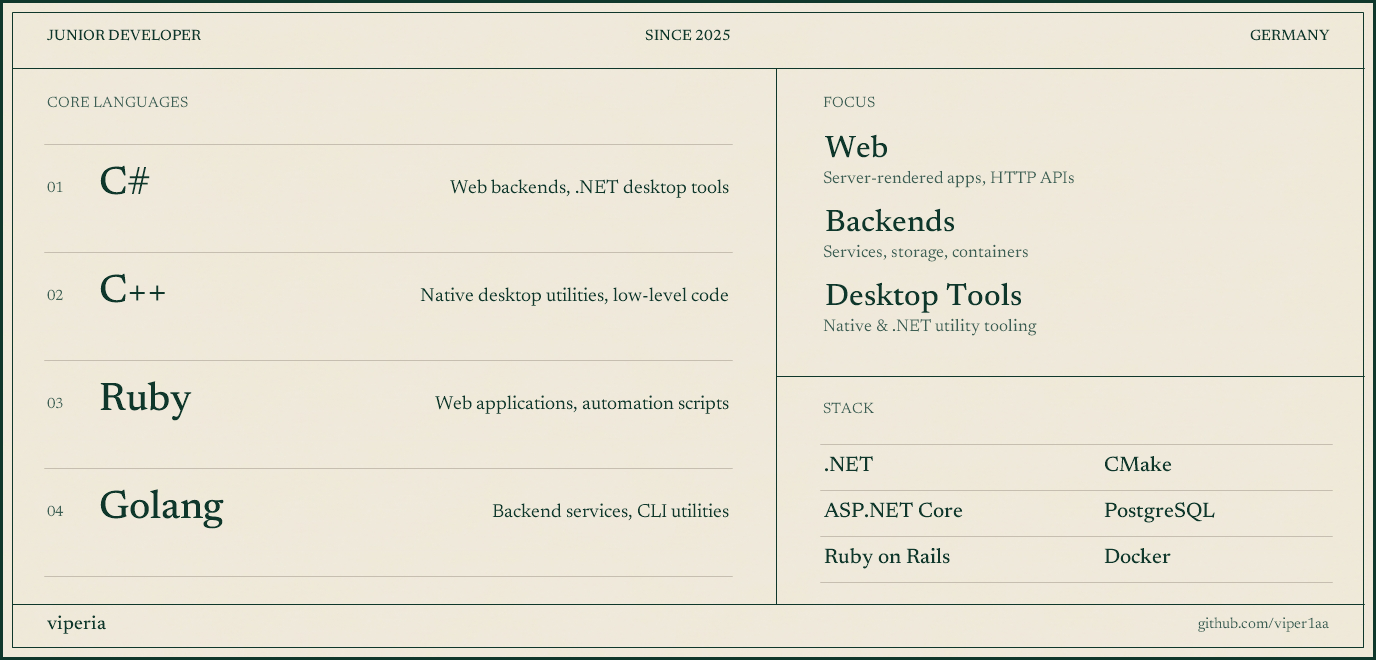 JUNIOR DEVELOPER
SINCE 2025
GERMANY
CORE LANGUAGES
01 C# Web backends, .NET desktop tools
02 C++ Native desktop utilities, low-level code
03 Ruby Web applications, automation scripts
04 Golang Backend services, CLI utilities
FOCUS
Web
Server-rendered apps, HTTP APIs
Backends
Services, storage, containers
Desktop Tools
Native & .NET utility tooling
STACK
.NET CMake
ASP.NET Core PostgreSQL
Ruby on Rails Docker
viperia
github.com/viper1aa